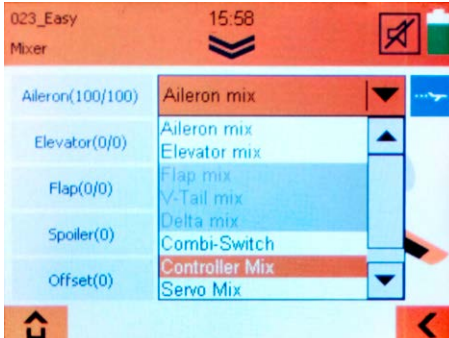 023_Easy
15:58
Mixer
Aileron(100/100)
Aileron mix
Elevator(0/0)
Flap(0/0)
Spoiler(0)
Offset(0)
Aileron mix
Elevator mix
Flap mix
V-Tail mix
Delta mix
Combi-Switch
Controller Mix
Servo Mix